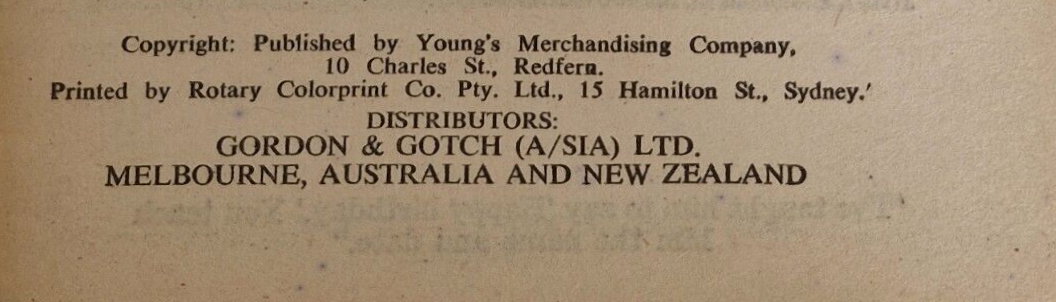 Copyright: Published by Young's Merchandising Company,
10 Charles St., Redfern.
Printed by Rotary Colorprint Co. Pty. Ltd., 15 Hamilton St., Sydney.'
DISTRIBUTORS:
GORDON & GOTCH (A/SIA) LTD.
MELBOURNE, AUSTRALIA AND NEW ZEALAND